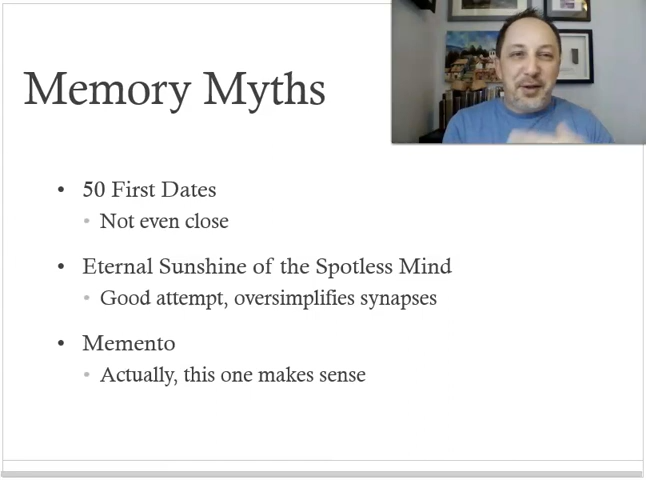 Memory Myths
• 50 First Dates
• Not even close
• Eternal Sunshine of the Spotless Mind
• Good attempt, oversimplifies synapses
• Memento
• Actually, this one makes sense